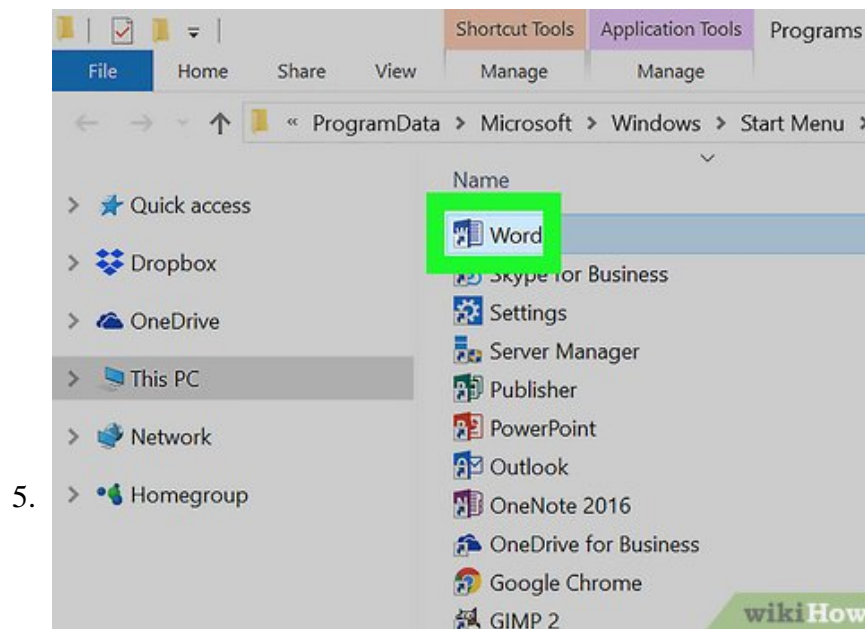 Shortcut Tools Application Tools Programs
File Home Share View Manage Manage
« ProgramData > Microsoft > Windows > Start Menu >
Name
Quick access
Word
Dropbox
Skype for Business
Settings
OneDrive
Server Manager
This PC
Publisher
PowerPoint
Network
Outlook
5.
Homegroup
OneNote 2016
OneDrive for Business
Google Chrome
GIMP 2
wikiHow